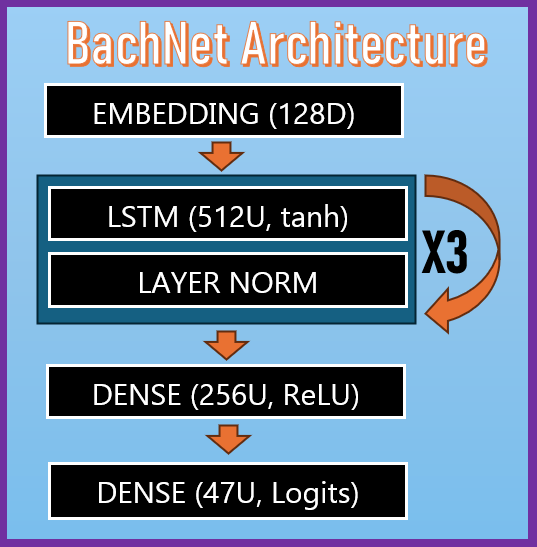 BachNet Architecture
EMBEDDING (128D)
LSTM (512U, tanh)
X3
LAYER NORM
DENSE (256U, ReLU)
DENSE (47U, Logits)